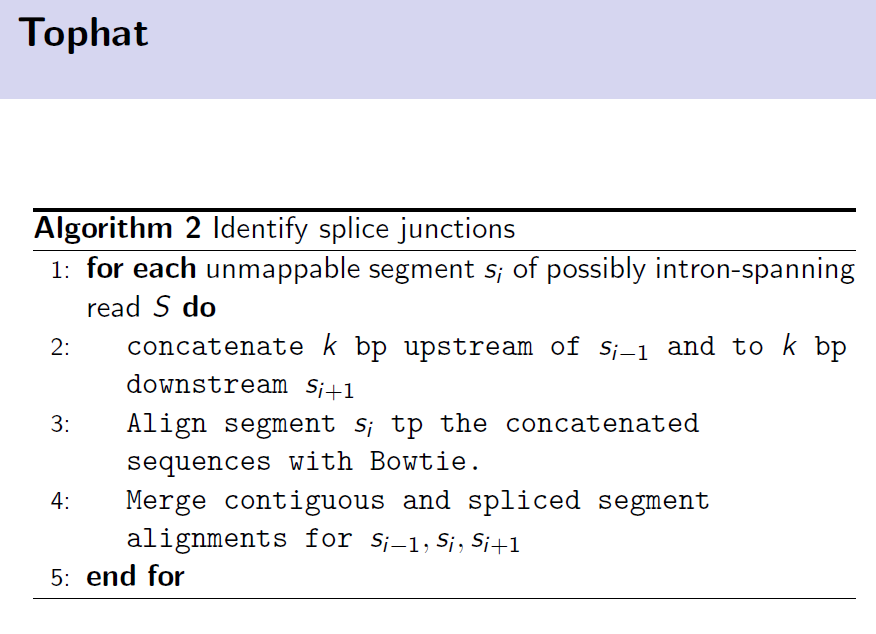 Tophat
Algorithm 2 Identify splice junctions
1: for each unmappable segment sᵢ of possibly intron-spanning
read S do
2: concatenate k bp upstream of sᵢ₋₁ and to k bp
downstream sᵢ₊₁
3: Align segment sᵢ tp the concatenated
sequences with Bowtie.
4: Merge contiguous and spliced segment
alignments for sᵢ₋₁, sᵢ, sᵢ₊₁
5: end for